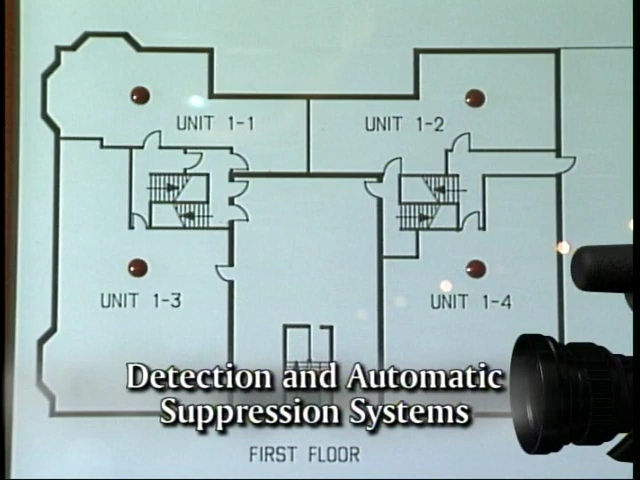 UNIT 1-1
UNIT 1-2
UNIT 1-3
UNIT 1-4
Detection and Automatic
Suppression Systems
FIRST FLOOR